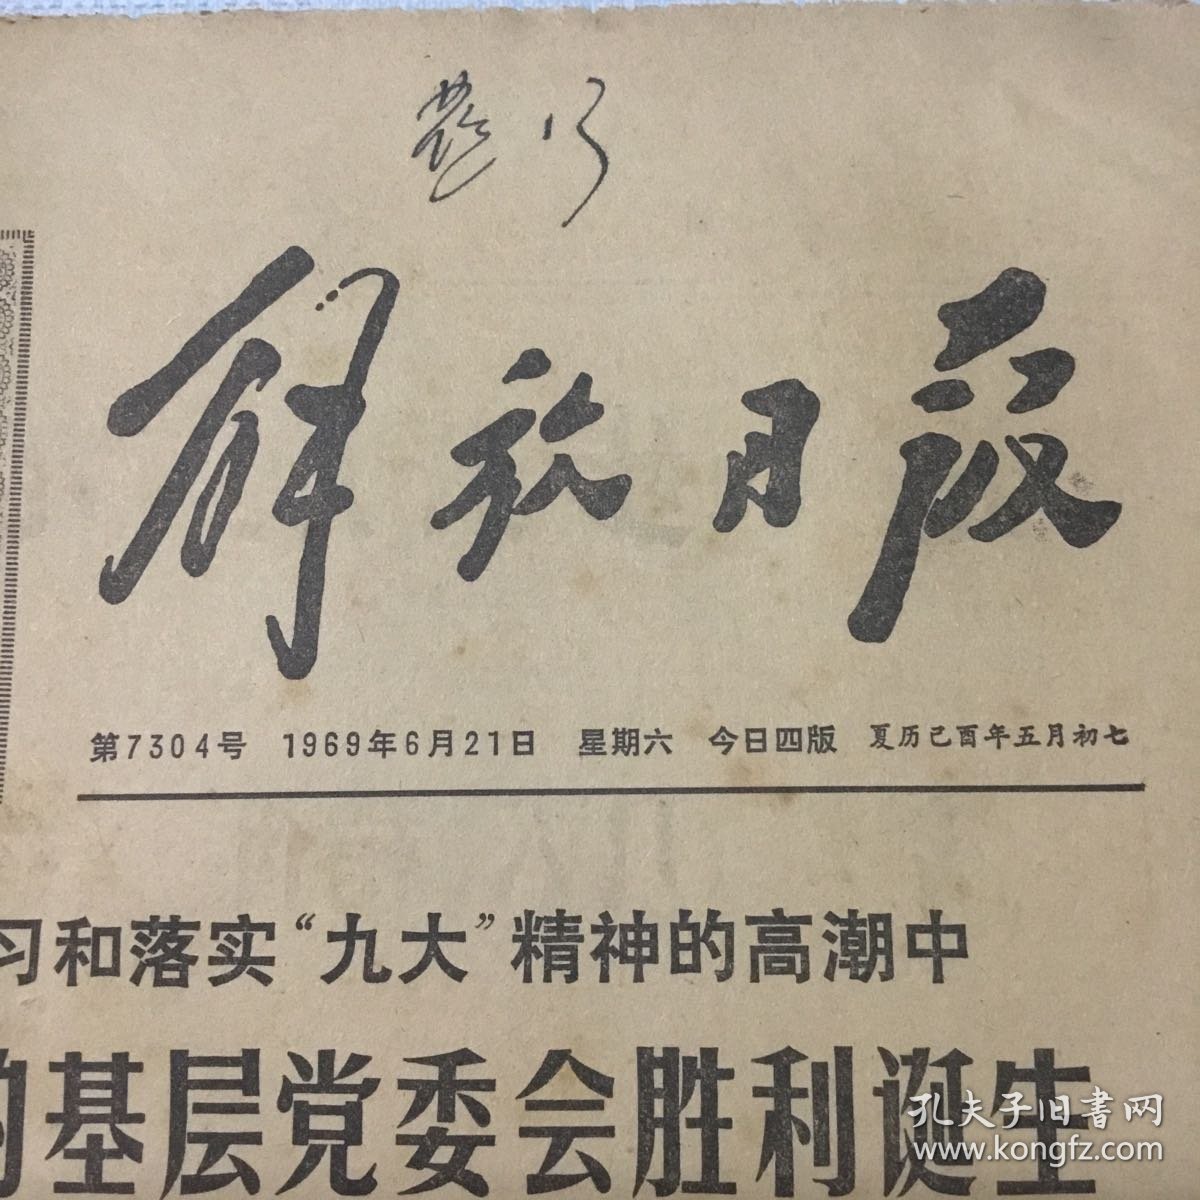 解放日报
第7304号 1969年6月21日 星期六 今日四版 夏历己酉年五月初七
习和落实“九大”精神的高潮中
的基层党委会胜利诞生
孔夫子旧书网
www.kongfz.com